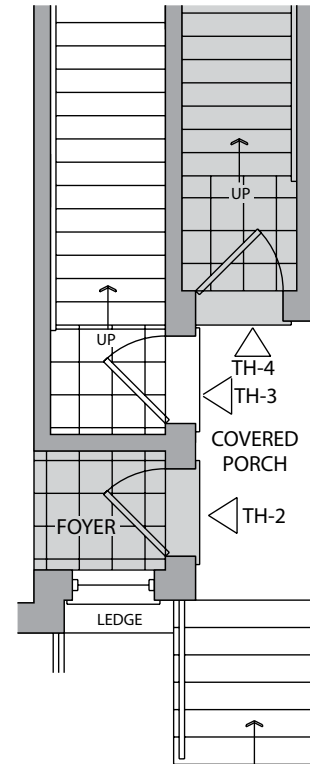 UP
UP
TH-4
TH-3
COVERED
PORCH
TH-2
FOYER
LEDGE